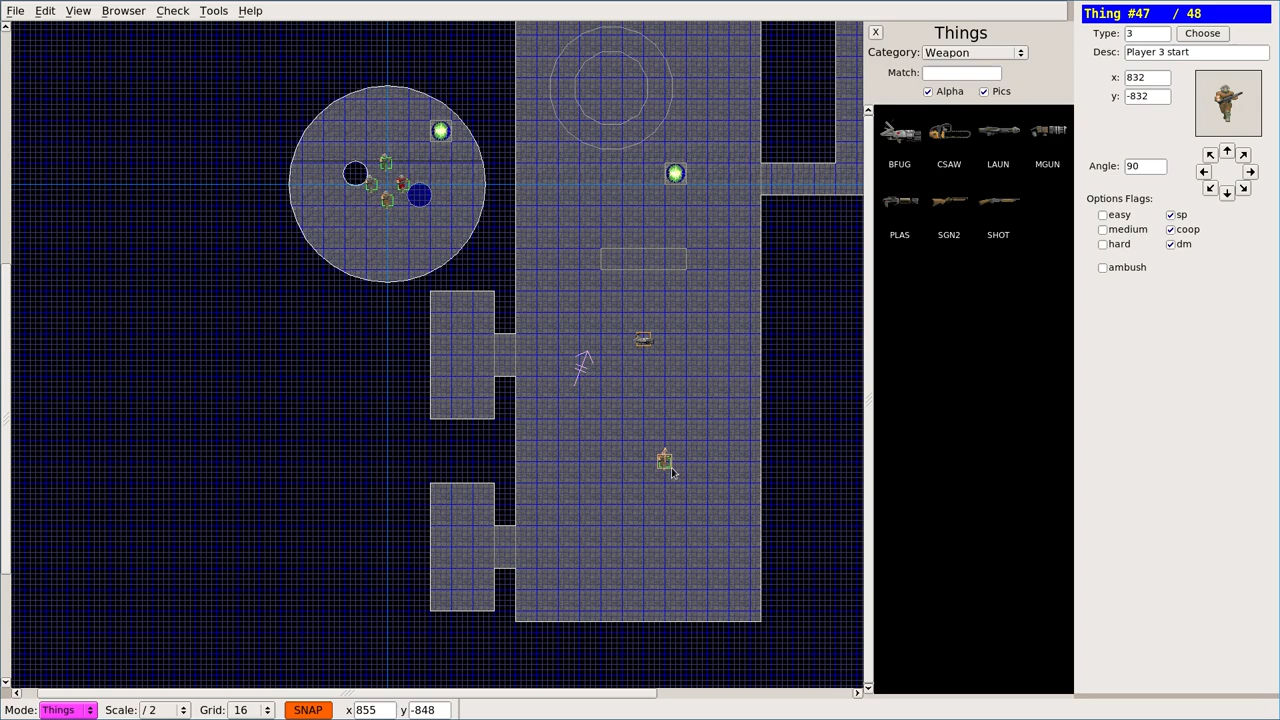 File Edit View Browser Check Tools Help
Thing #47 / 48
X Things
Category: Weapon
Match:
Alpha Pics
BFUG CSAW LAUN MGUN
PLAS SGN2 SHOT
Type: 3 Choose
Desc: Player 3 start
x: 832
y: -832
Angle: 90
Options Flags:
easy sp
medium coop
hard dm
ambush
Mode: Things Scale: / 2 Grid: 16 SNAP x 855 y -848